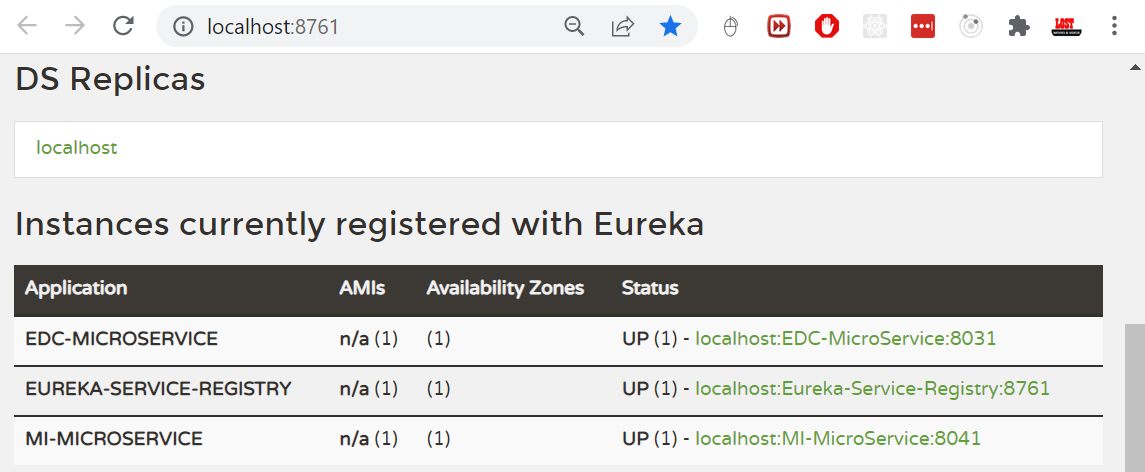 localhost:8761
LOST
DS Replicas
localhost
Instances currently registered with Eureka
Application AMIs Availability Zones Status
EDC-MICROSERVICE n/a (1) (1) UP (1) - localhost:EDC-MicroService:8031
EUREKA-SERVICE-REGISTRY n/a (1) (1) UP (1) - localhost:Eureka-Service-Registry:8761
MI-MICROSERVICE n/a (1) (1) UP (1) - localhost:MI-MicroService:8041